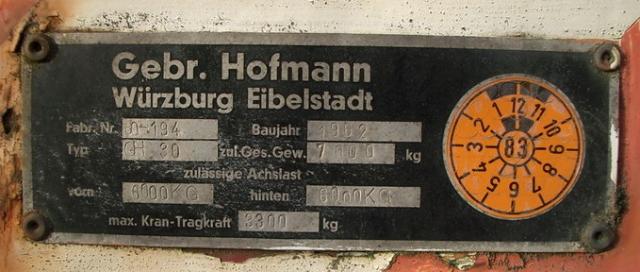 Gebr. Hofmann
Würzburg Eibelstadt
Fabr. Nr. Baujahr 1962
Typ GH 30 zul. Ges. Gew. 7000 kg
zulässige Achslast
vorn 6000KG hinten 6000KG
max. Kran-Tragkraft 3300 kg
12 11 10 9 8 7 6 5 4 3 2 1
83